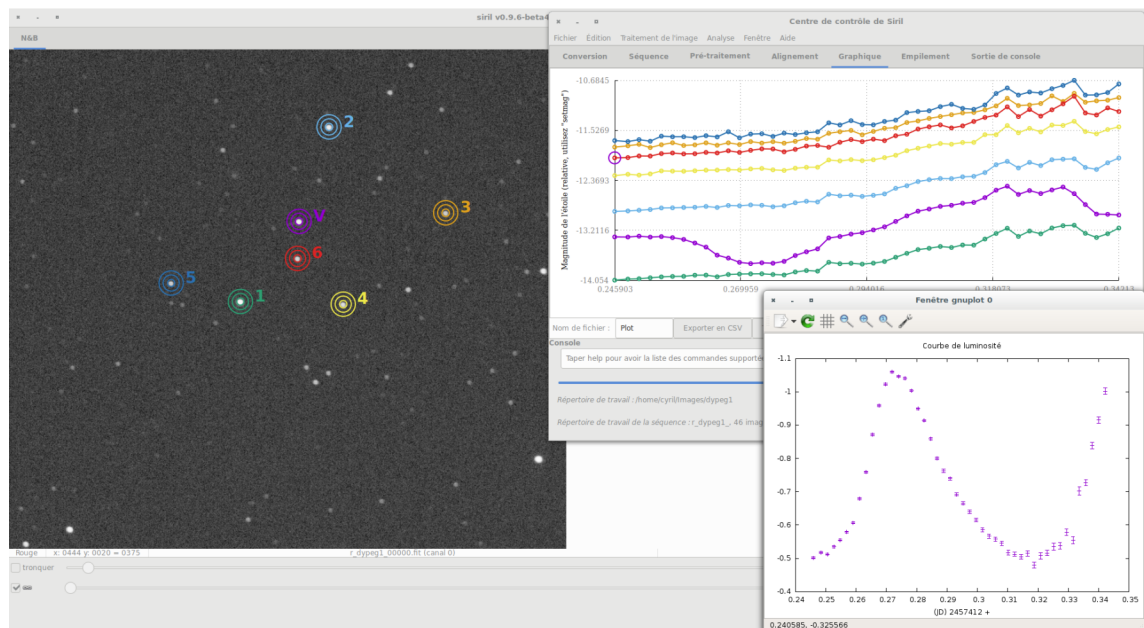 siril v0.9.6-beta4
N&B
2
V
3
6
5
1
4
Rouge x: 0444 y: 0020 = 0375 r_dypeg1_00000.fit (canal 0)
tronquer
Centre de contrôle de Siril
Fichier Édition Traitement de l'image Analyse Fenêtre Aide
Conversion Séquence Pré-traitement Alignement Graphique Empilement Sortie de console
Magnitude de l'étoile (relative, utilisez "setmag")
-10.6845
-11.5269
-12.3693
-13.2116
-14.054
0.245903 0.269959 0.294016 0.318073 0.34213
Nom de fichier : Plot Exporter en CSV
Console
Taper help pour avoir la liste des commandes supportée
Répertoire de travail :/home/cyril/Images/dypeg1
Répertoire de travail de la séquence : r_dypeg1_, 46 imag
Fenêtre gnuplot 0
Courbe de luminosité
-1.1
-1
-0.9
-0.8
-0.7
-0.6
-0.5
-0.4
0.24 0.25 0.26 0.27 0.28 0.29 0.3 0.31 0.32 0.33 0.34 0.35
(JD) 2457412 +
0.240585, -0.325566